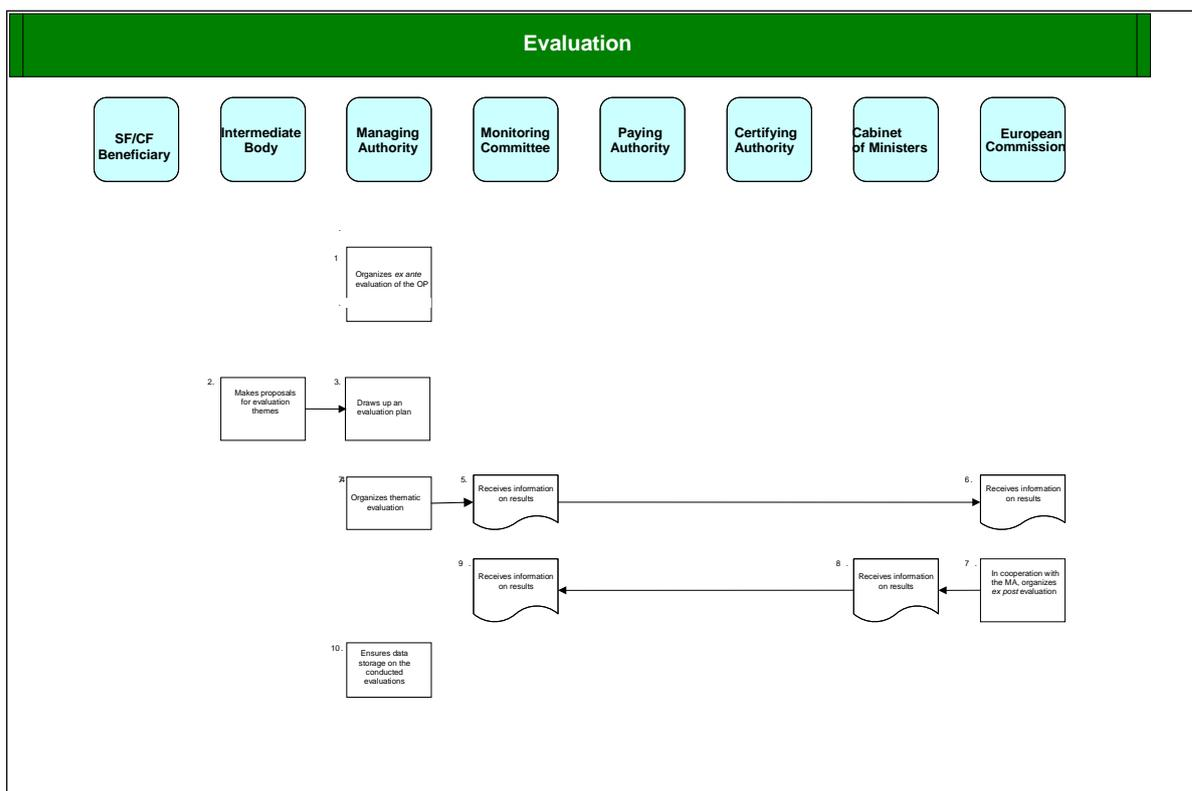 Evaluation
SF/CF
Beneficiary
Intermediate
Body
Managing
Authority
Monitoring
Committee
Paying
Authority
Certifying
Authority
Cabinet
of Ministers
European
Commission
1
Organizes ex ante
evaluation of the OP
2.
Makes proposals
for evaluation
themes
3.
Draws up an
evaluation plan
Organizes thematic
evaluation
5.
Receives information
on results
6.
Receives information
on results
9 .
Receives information
on results
8 .
Receives information
on results
7 .
In cooperation with
the MA, organizes
ex post evaluation
10.
Ensures data
storage on the
conducted
evaluations